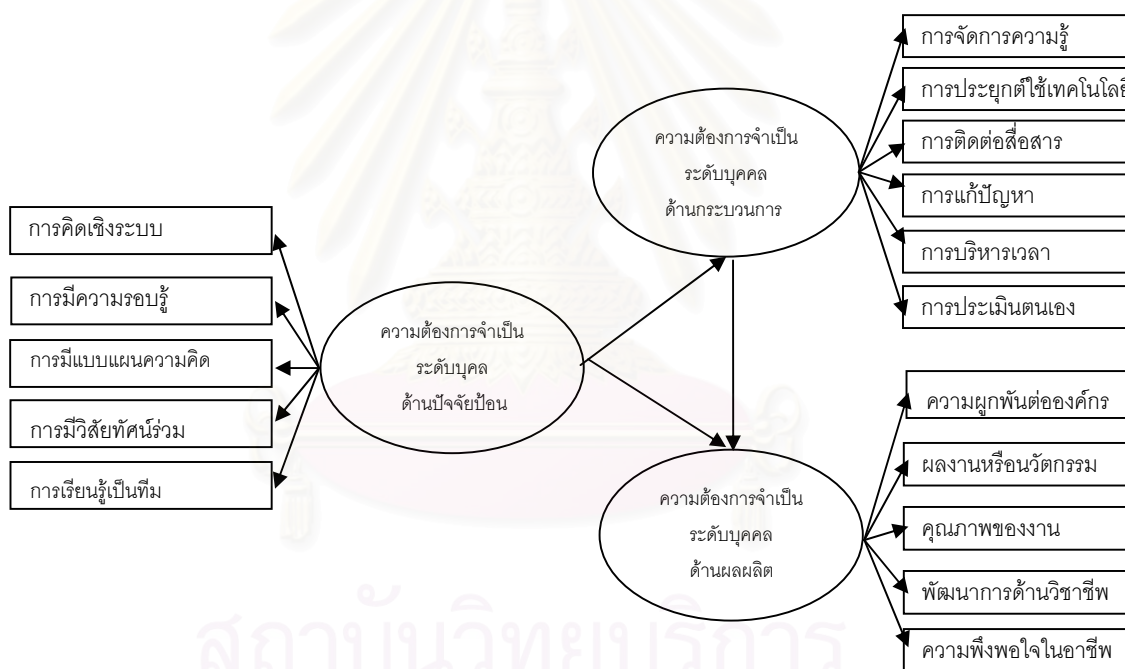 การคิดเชิงระบบ
การมีความรอบรู้
การมีแบบแผนความคิด
การมีวิสัยทัศน์ร่วม
การเรียนรู้เป็นทีม
ความต้องการจำเป็น
ระดับบุคล
ด้านปัจจัยป้อน
ความต้องการจำเป็น
ระดับบุคคล
ด้านกระบวนการ
ความต้องการจำเป็น
ระดับบุคคล
ด้านผลผลิต
การจัดการความรู้
การประยุกต์ใช้เทคโนโลยี
การติดต่อสื่อสาร
การแก้ปัญหา
การบริหารเวลา
การประเมินตนเอง
ความผูกพันต่อองค์กร
ผลงานหรือนวัตกรรม
คุณภาพของงาน
พัฒนาการด้านวิชาชีพ
ความพึงพอใจในอาชีพ
สถาบันวิทยบริการ